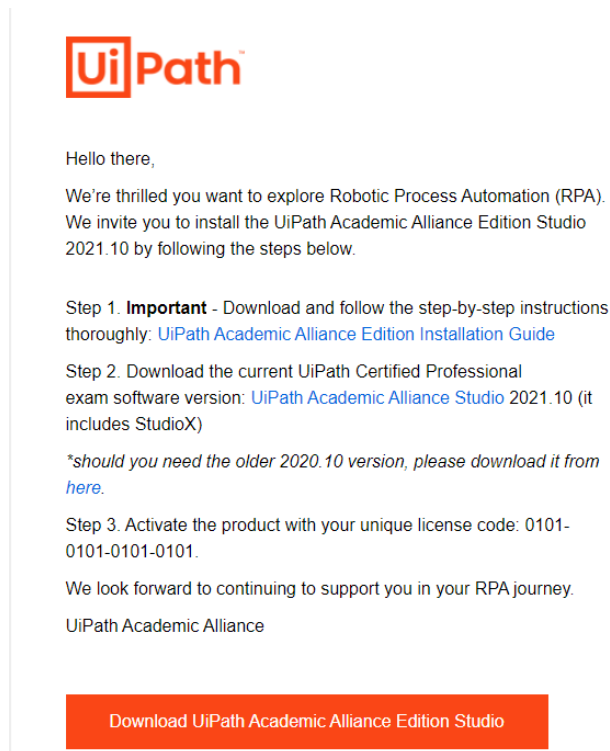 UiPath™
Hello there,
We're thrilled you want to explore Robotic Process Automation (RPA).
We invite you to install the UiPath Academic Alliance Edition Studio
2021.10 by following the steps below.
Step 1. Important - Download and follow the step-by-step instructions
thoroughly: UiPath Academic Alliance Edition Installation Guide
Step 2. Download the current UiPath Certified Professional
exam software version: UiPath Academic Alliance Studio 2021.10 (it
includes StudioX)
*should you need the older 2020.10 version, please download it from
here.
Step 3. Activate the product with your unique license code: 0101-
0101-0101-0101.
We look forward to continuing to support you in your RPA journey.
UiPath Academic Alliance
Download UiPath Academic Alliance Edition Studio